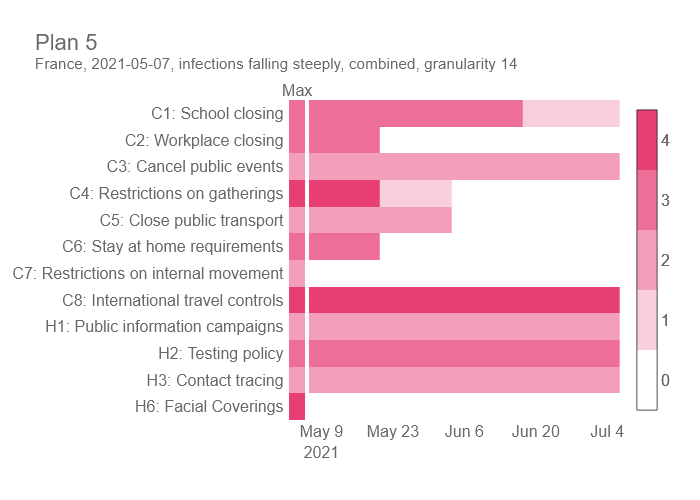 Plan 5
France, 2021-05-07, infections falling steeply, combined, granularity 14
Max
C1: School closing
C2: Workplace closing
C3: Cancel public events
C4: Restrictions on gatherings
C5: Close public transport
C6: Stay at home requirements
C7: Restrictions on internal movement
C8: International travel controls
H1: Public information campaigns
H2: Testing policy
H3: Contact tracing
H6: Facial Coverings
May 9 May 23 Jun 6 Jun 20 Jul 4
2021
4
3
2
1
0